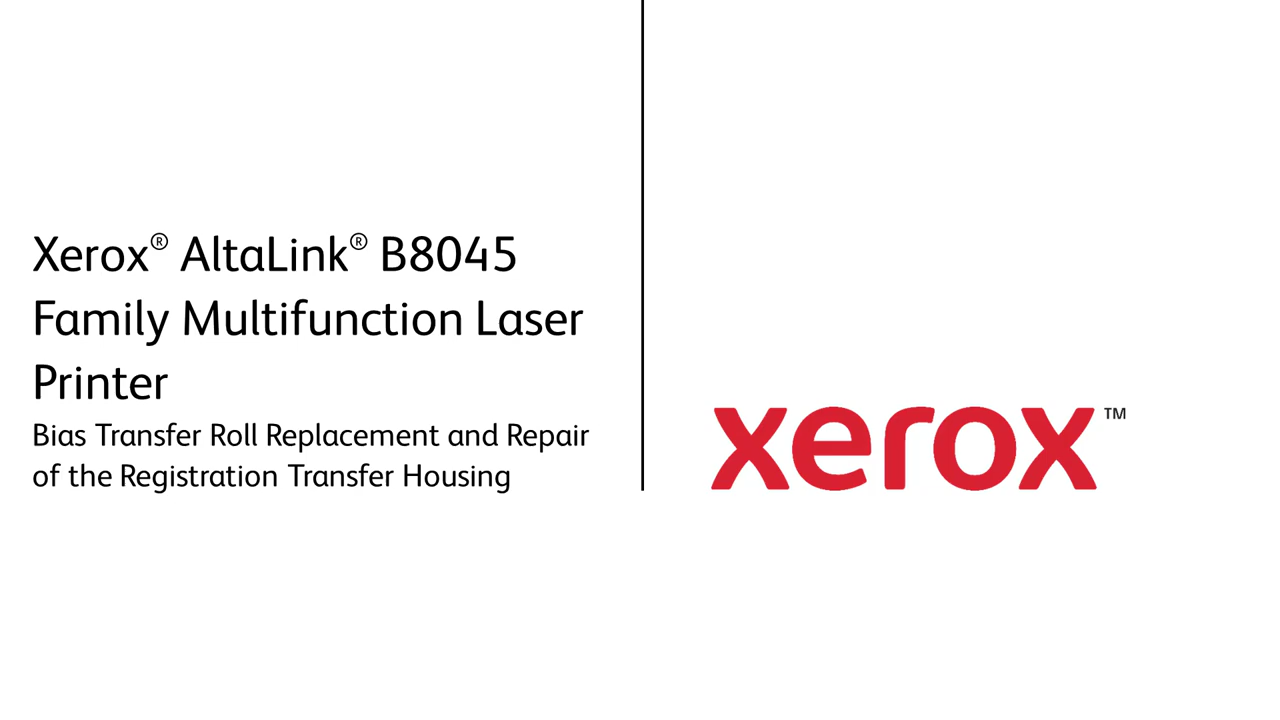 Xerox® AltaLink® B8045
Family Multifunction Laser
Printer
Bias Transfer Roll Replacement and Repair
of the Registration Transfer Housing
xerox™